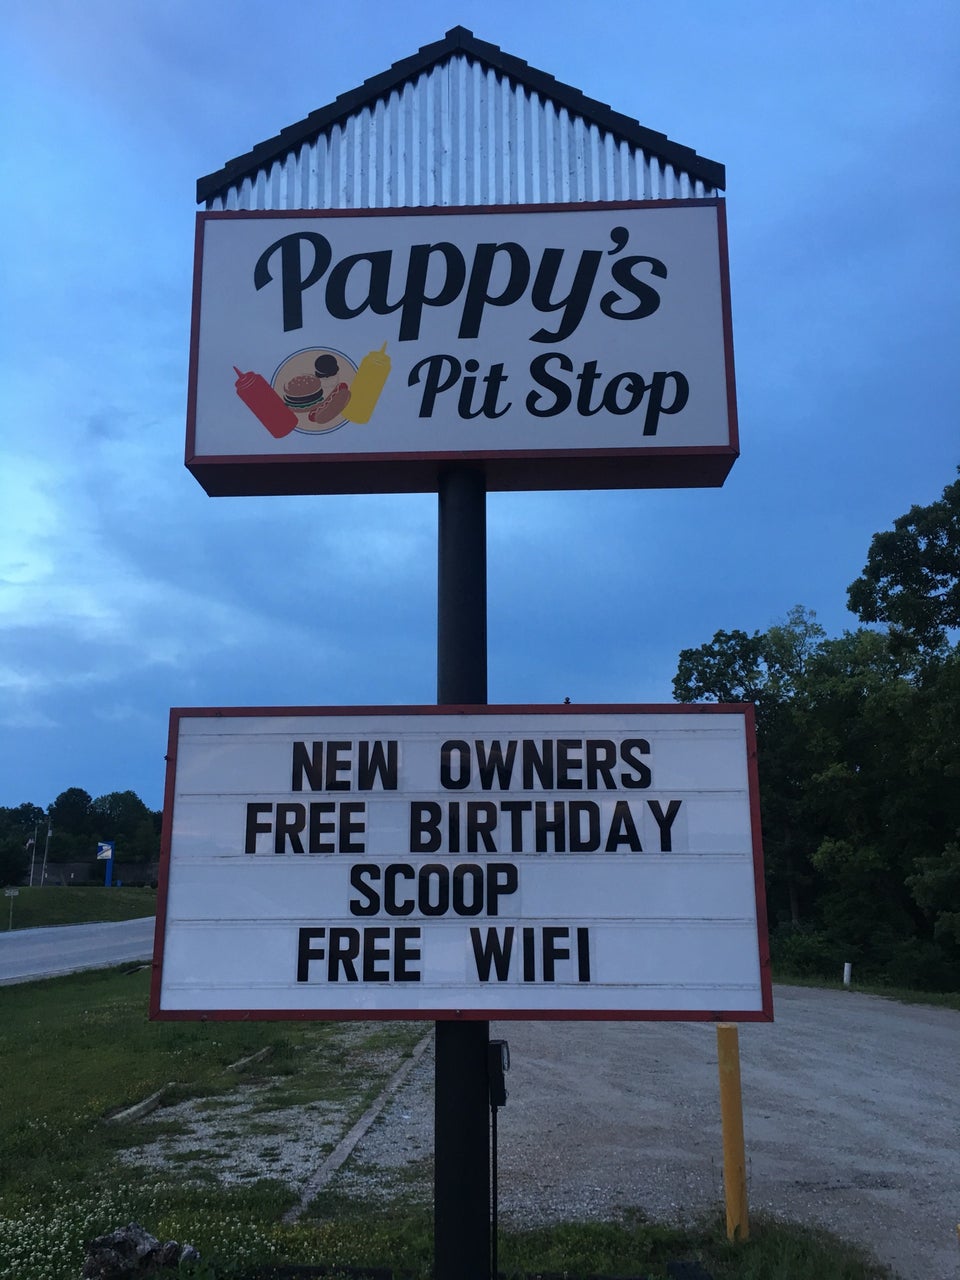 Pappy's
Pit Stop
NEW OWNERS
FREE BIRTHDAY
SCOOP
FREE WIFI